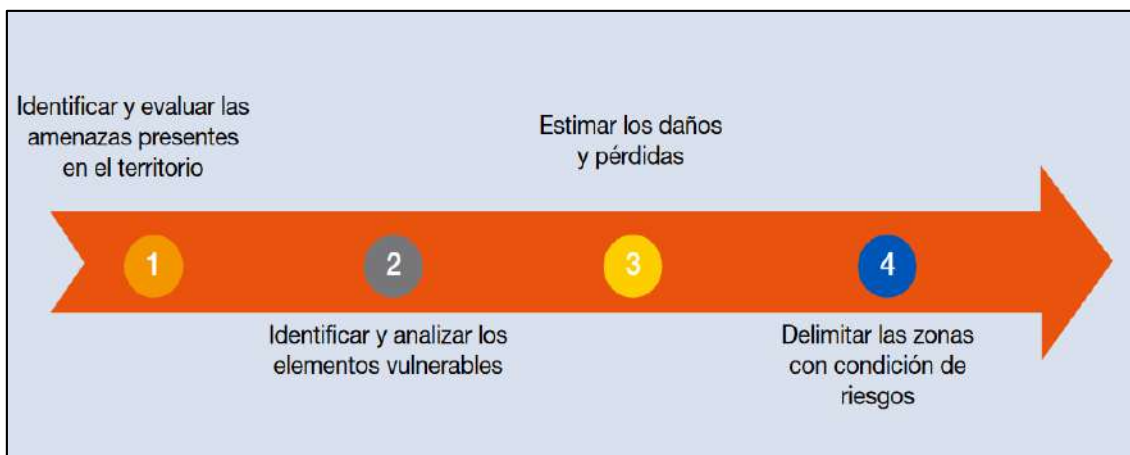 Identificar y evaluar las
amenazas presentes
en el territorio
1
Identificar y analizar los
elementos vulnerables
2
Estimar los daños
y pérdidas
3
Delimitar las zonas
con condición de
riesgos
4